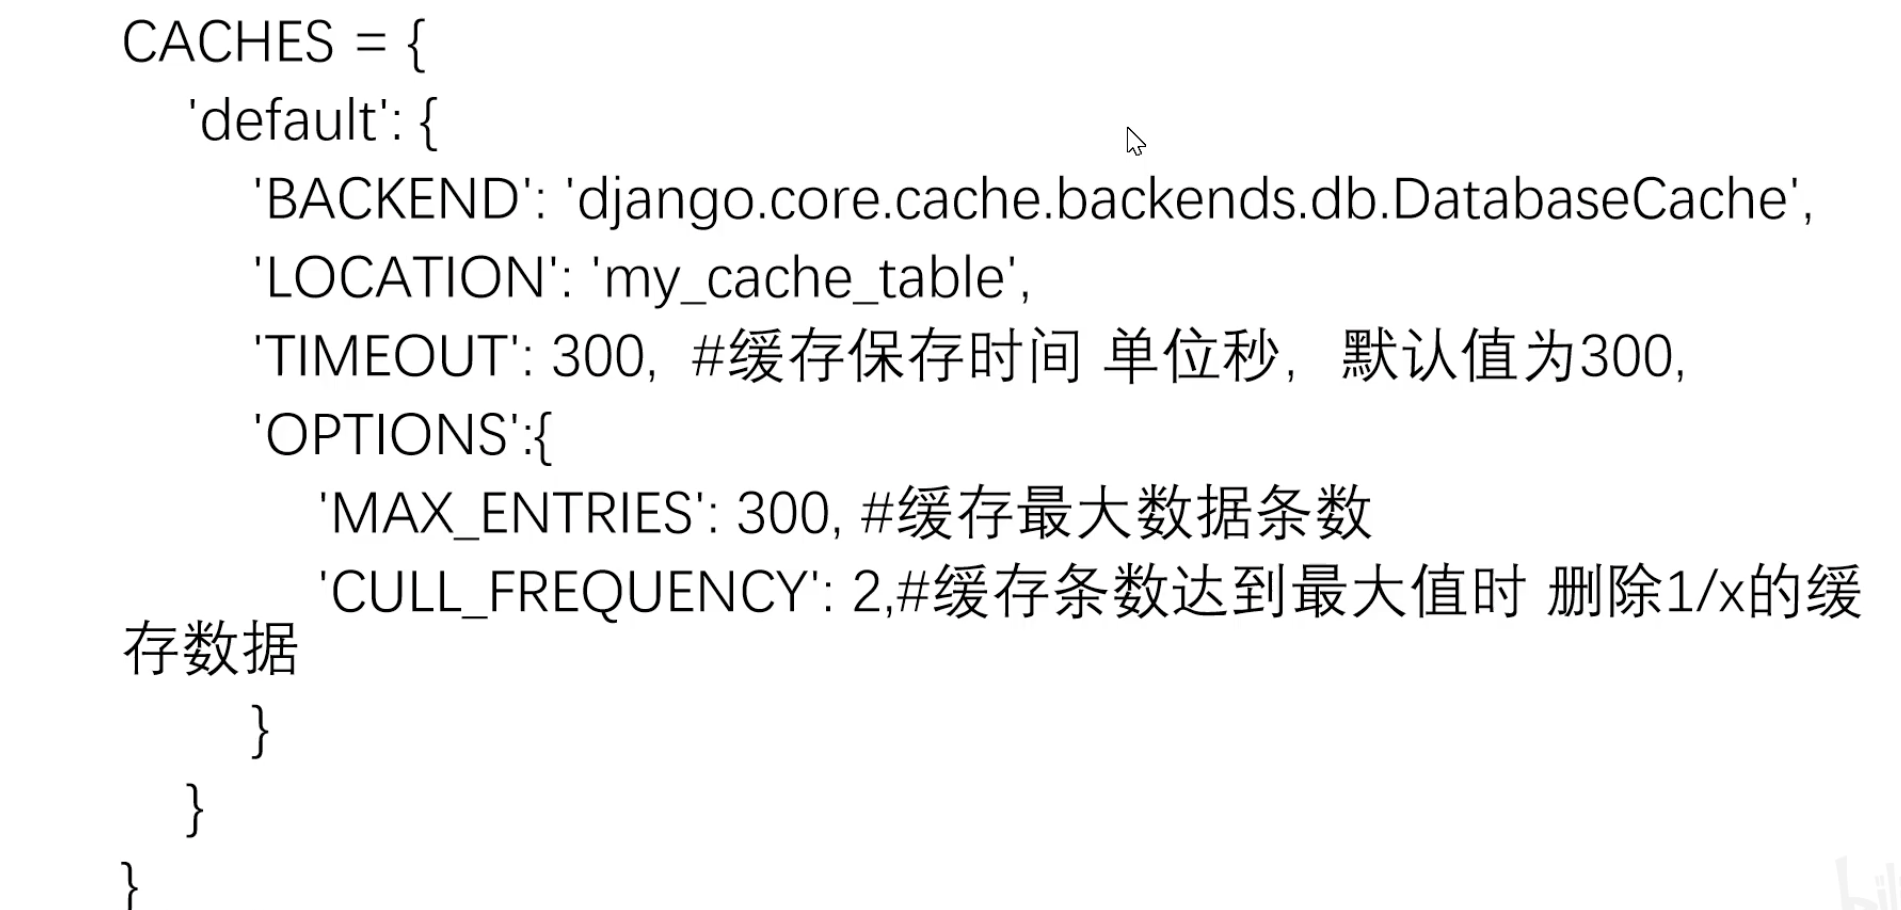 CACHES = {
'default': {
'BACKEND': 'django.core.cache.backends.db.DatabaseCache',
'LOCATION': 'my_cache_table',
'TIMEOUT': 300,  #缓存保存时间 单位秒，默认值为300,
'OPTIONS':{
'MAX_ENTRIES': 300, #缓存最大数据条数
'CULL_FREQUENCY': 2,#缓存条数达到最大值时 删除1/x的缓
存数据
}
}
}